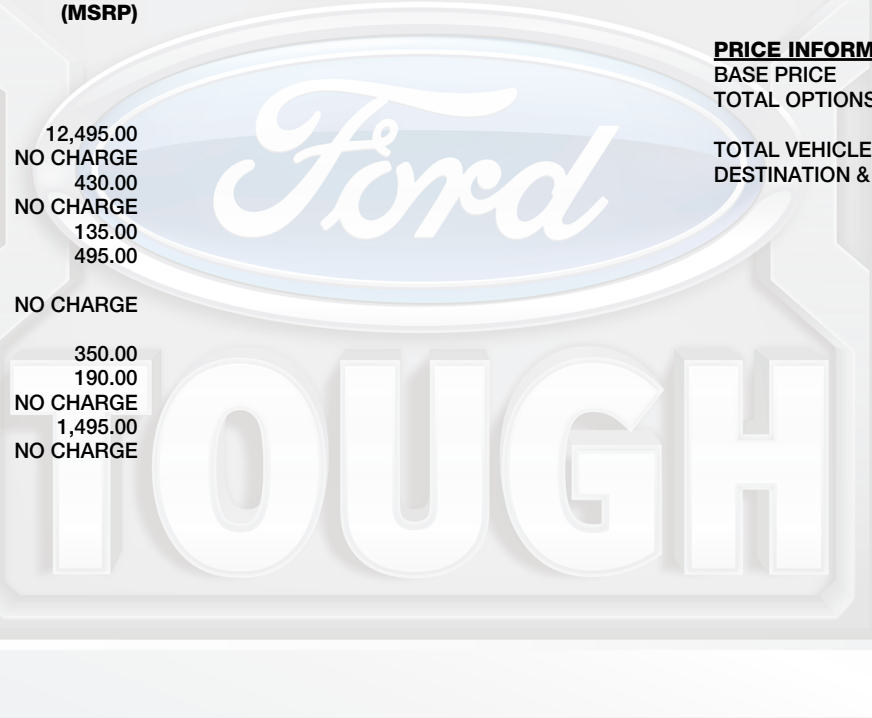 (MSRP)
12,495.00
NO CHARGE
430.00
NO CHARGE
135.00
495.00
NO CHARGE
350.00
190.00
NO CHARGE
1,495.00
NO CHARGE
PRICE INFORM
BASE PRICE
TOTAL OPTIONS
TOTAL VEHICLE
DESTINATION &
Ford
TOUGH